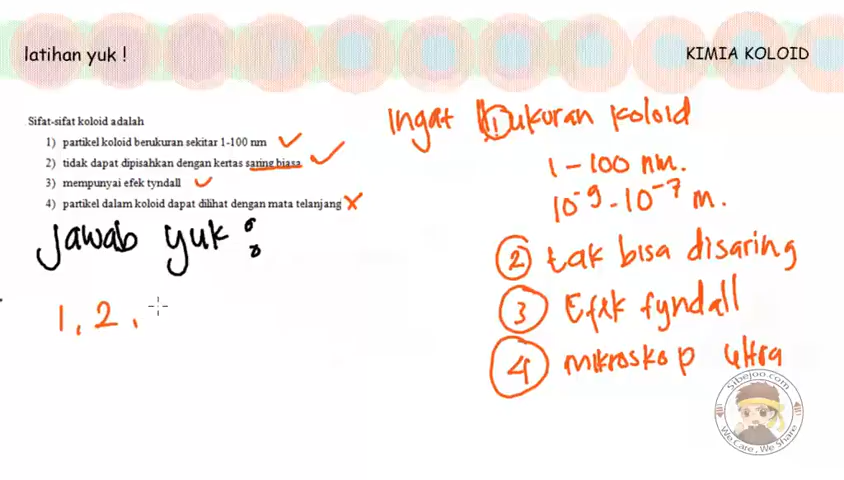 latihan yuk !
KIMIA KOLOID
Sifat-sifat koloid adalah
1) partikel koloid berukuran sekitar 1-100 nm
2) tidak dapat dipisahkan dengan kertas saring biasa
3) mempunyai efek tyndall
4) partikel dalam koloid dapat dilihat dengan mata telanjang
Jawab yuk :
1, 2,
Ingat ① ukuran koloid
1 - 100 nm.
10⁻⁹ - 10⁻⁷ m.
② tak bisa disaring
③ Efek tyndall
④ mikroskop ultra
Sibejoo.com
We Care, We Share